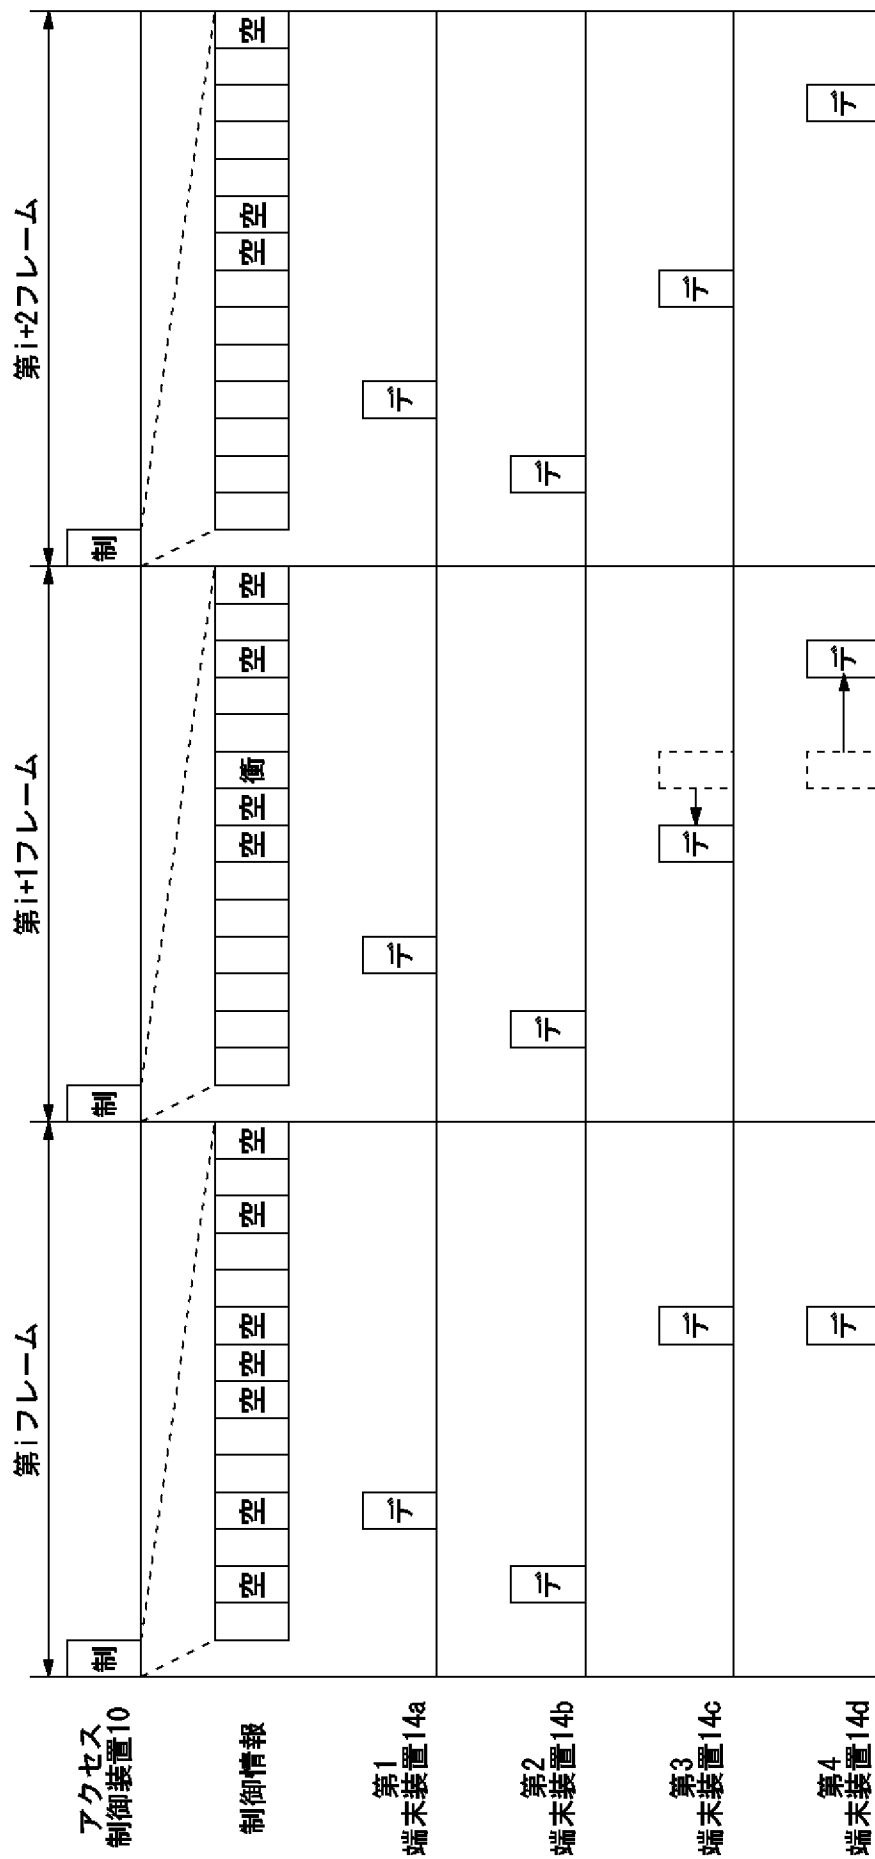 第iフレーム
第i+1フレーム
第i+2フレーム
アクセス
制御装置10
制
制
制
制御情報
空
空
空
空
空
空
空
空
空
衝
空
空
空
空
空
第1
端末装置14a
デ
デ
デ
第2
端末装置14b
デ
デ
デ
第3
端末装置14c
デ
デ
デ
第4
端末装置14d
デ
デ
デ